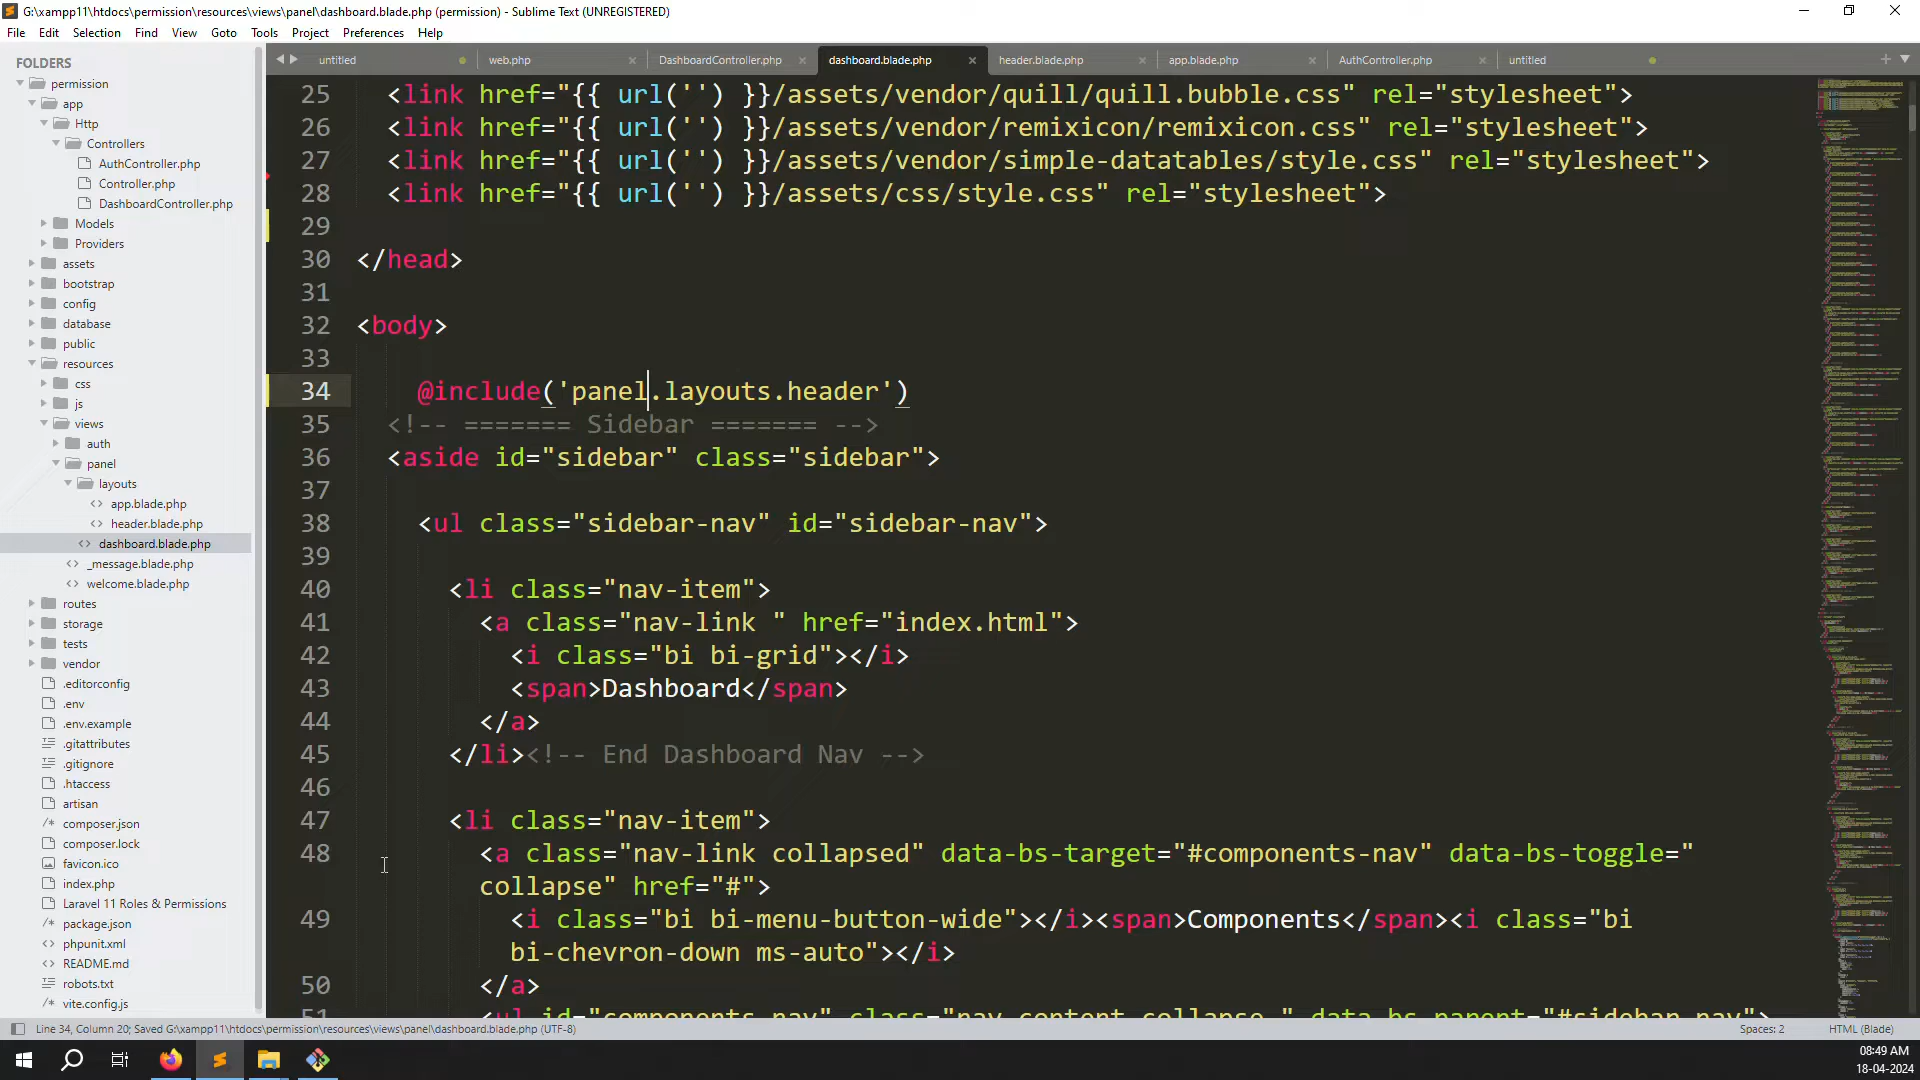 G:\xampp11\htdocs\permission\resources\views\panel\dashboard.blade.php (permission) - Sublime Text (UNREGISTERED)
File Edit Selection Find View Goto Tools Project Preferences Help
FOLDERS
permission
app
Http
Controllers
AuthController.php
Controller.php
DashboardController.php
Models
Providers
assets
bootstrap
config
database
public
resources
css
js
views
auth
panel
layouts
app.blade.php
header.blade.php
dashboard.blade.php
_message.blade.php
welcome.blade.php
routes
storage
tests
vendor
.editorconfig
.env
.env.example
.gitattributes
.gitignore
.htaccess
artisan
composer.json
composer.lock
favicon.ico
index.php
Laravel 11 Roles & Permissions
package.json
phpunit.xml
README.md
robots.txt
vite.config.js
untitled web.php DashboardController.php dashboard.blade.php header.blade.php app.blade.php AuthController.php untitled
25 <link href="{{ url('') }}/assets/vendor/quill/quill.bubble.css" rel="stylesheet">
26 <link href="{{ url('') }}/assets/vendor/remixicon/remixicon.css" rel="stylesheet">
27 <link href="{{ url('') }}/assets/vendor/simple-datatables/style.css" rel="stylesheet">
28 <link href="{{ url('') }}/assets/css/style.css" rel="stylesheet">
29
30 </head>
31
32 <body>
33
34 @include('panel.layouts.header')
35 <!-- ======= Sidebar ======= -->
36 <aside id="sidebar" class="sidebar">
37
38 <ul class="sidebar-nav" id="sidebar-nav">
39
40 <li class="nav-item">
41 <a class="nav-link " href="index.html">
42 <i class="bi bi-grid"></i>
43 <span>Dashboard</span>
44 </a>
45 </li><!-- End Dashboard Nav -->
46
47 <li class="nav-item">
48 <a class="nav-link collapsed" data-bs-target="#components-nav" data-bs-toggle="
collapse" href="#">
49 <i class="bi bi-menu-button-wide"></i><span>Components</span><i class="bi
bi-chevron-down ms-auto"></i>
50 </a>
51 <ul id="components-nav" class="nav-content collapse " data-bs-parent="#sidebar-nav">
Line 34, Column 20; Saved G:\xampp11\htdocs\permission\resources\views\panel\dashboard.blade.php (UTF-8) Spaces: 2 HTML (Blade)
08:49 AM
18-04-2024